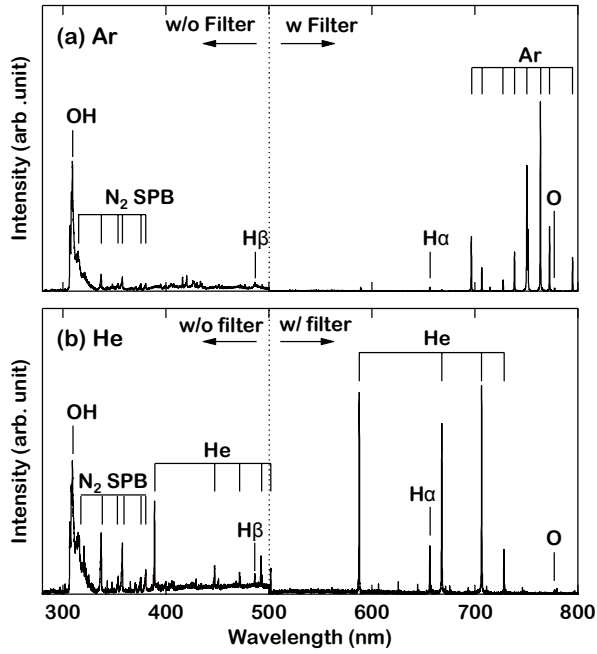 (a) Ar
w/o Filter
w Filter
Ar
OH
N₂ SPB
Hβ
Hα
O
Intensity (arb .unit)
(b) He
w/o filter
w/ filter
He
OH
He
N₂ SPB
Hβ
Hα
O
Intensity (arb. unit)
300 400 500 600 700 800
Wavelength (nm)